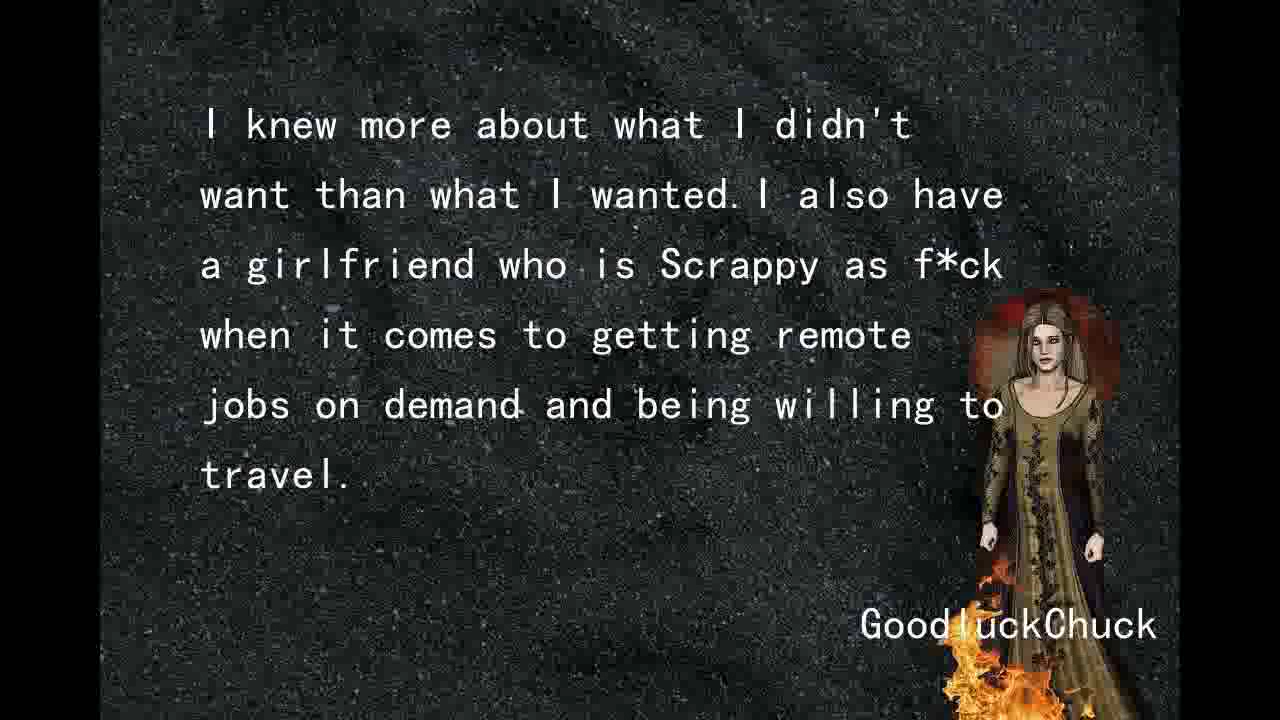 I knew more about what I didn't
want than what I wanted.I also have
a girlfriend who is Scrappy as f*ck
when it comes to getting remote
jobs on demand and being willing to
travel.
GoodluckChuck